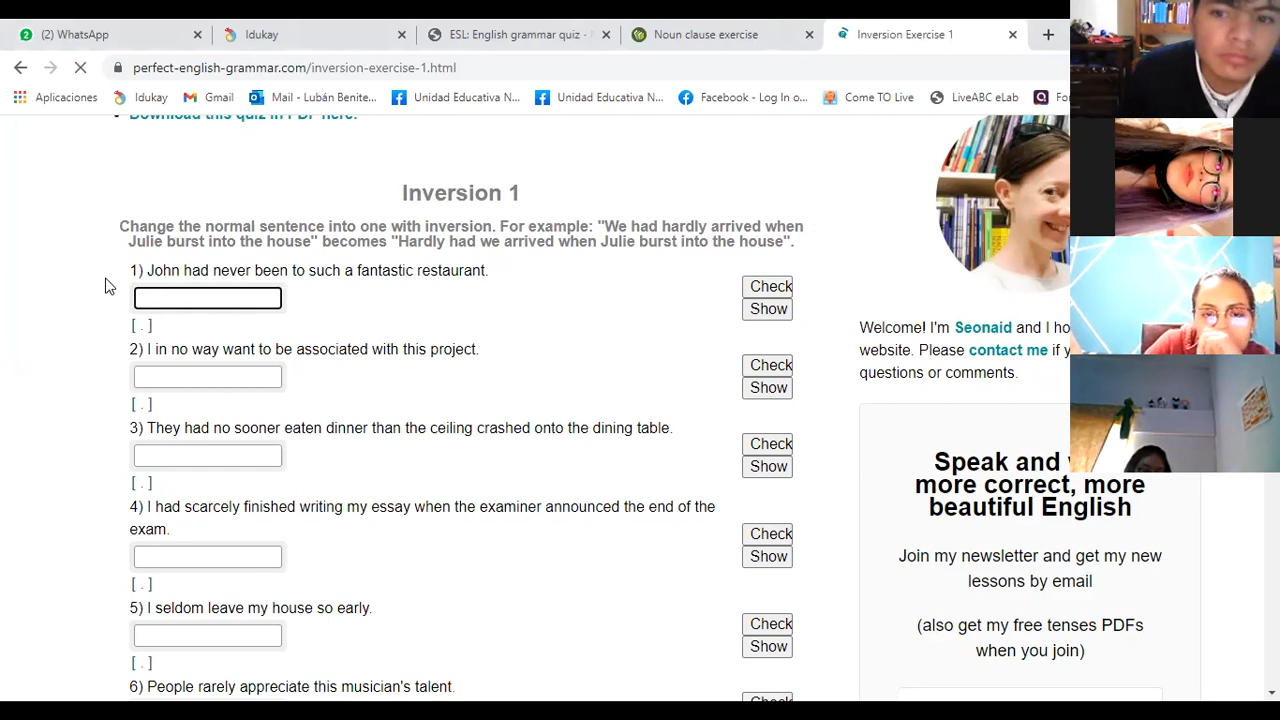 (2) WhatsApp
Idukay
ESL: English grammar quiz -
Noun clause exercise
Inversion Exercise 1
perfect-english-grammar.com/inversion-exercise-1.html
Aplicaciones
Idukay
Gmail
Mail - Lubán Benite...
Unidad Educativa N...
Unidad Educativa N...
Facebook - Log In o...
Come TO Live
LiveABC eLab
Fo
Download this quiz in PDF here.
Inversion 1
Change the normal sentence into one with inversion. For example: "We had hardly arrived when
Julie burst into the house" becomes "Hardly had we arrived when Julie burst into the house".
1) John had never been to such a fantastic restaurant.
Check
Show
[ . ]
2) I in no way want to be associated with this project.
Check
Show
[ . ]
3) They had no sooner eaten dinner than the ceiling crashed onto the dining table.
Check
Show
[ . ]
4) I had scarcely finished writing my essay when the examiner announced the end of the
exam.
Check
Show
[ . ]
5) I seldom leave my house so early.
Check
Show
[ . ]
6) People rarely appreciate this musician's talent.
Check
Welcome! I'm Seonaid and I ho
website. Please contact me if y
questions or comments.
Speak and
more correct, more
beautiful English
Join my newsletter and get my new
lessons by email
(also get my free tenses PDFs
when you join)